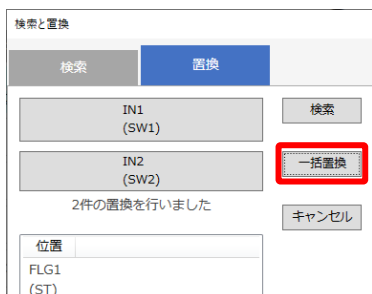 検索と置換
検索
置換
IN1
(SW1)
検索
IN2
(SW2)
一括置換
2件の置換を行いました
キャンセル
位置
FLG1
(ST)